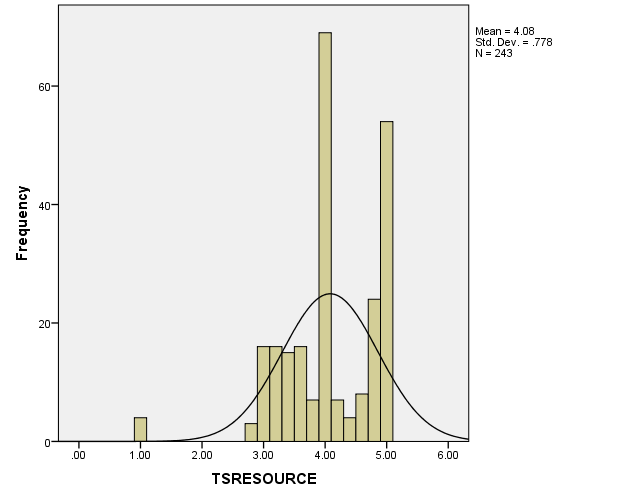 Mean = 4.08
Std. Dev. = .778
N = 243
Frequency
60
40
20
0
.00 1.00 2.00 3.00 4.00 5.00 6.00
TSRESOURCE